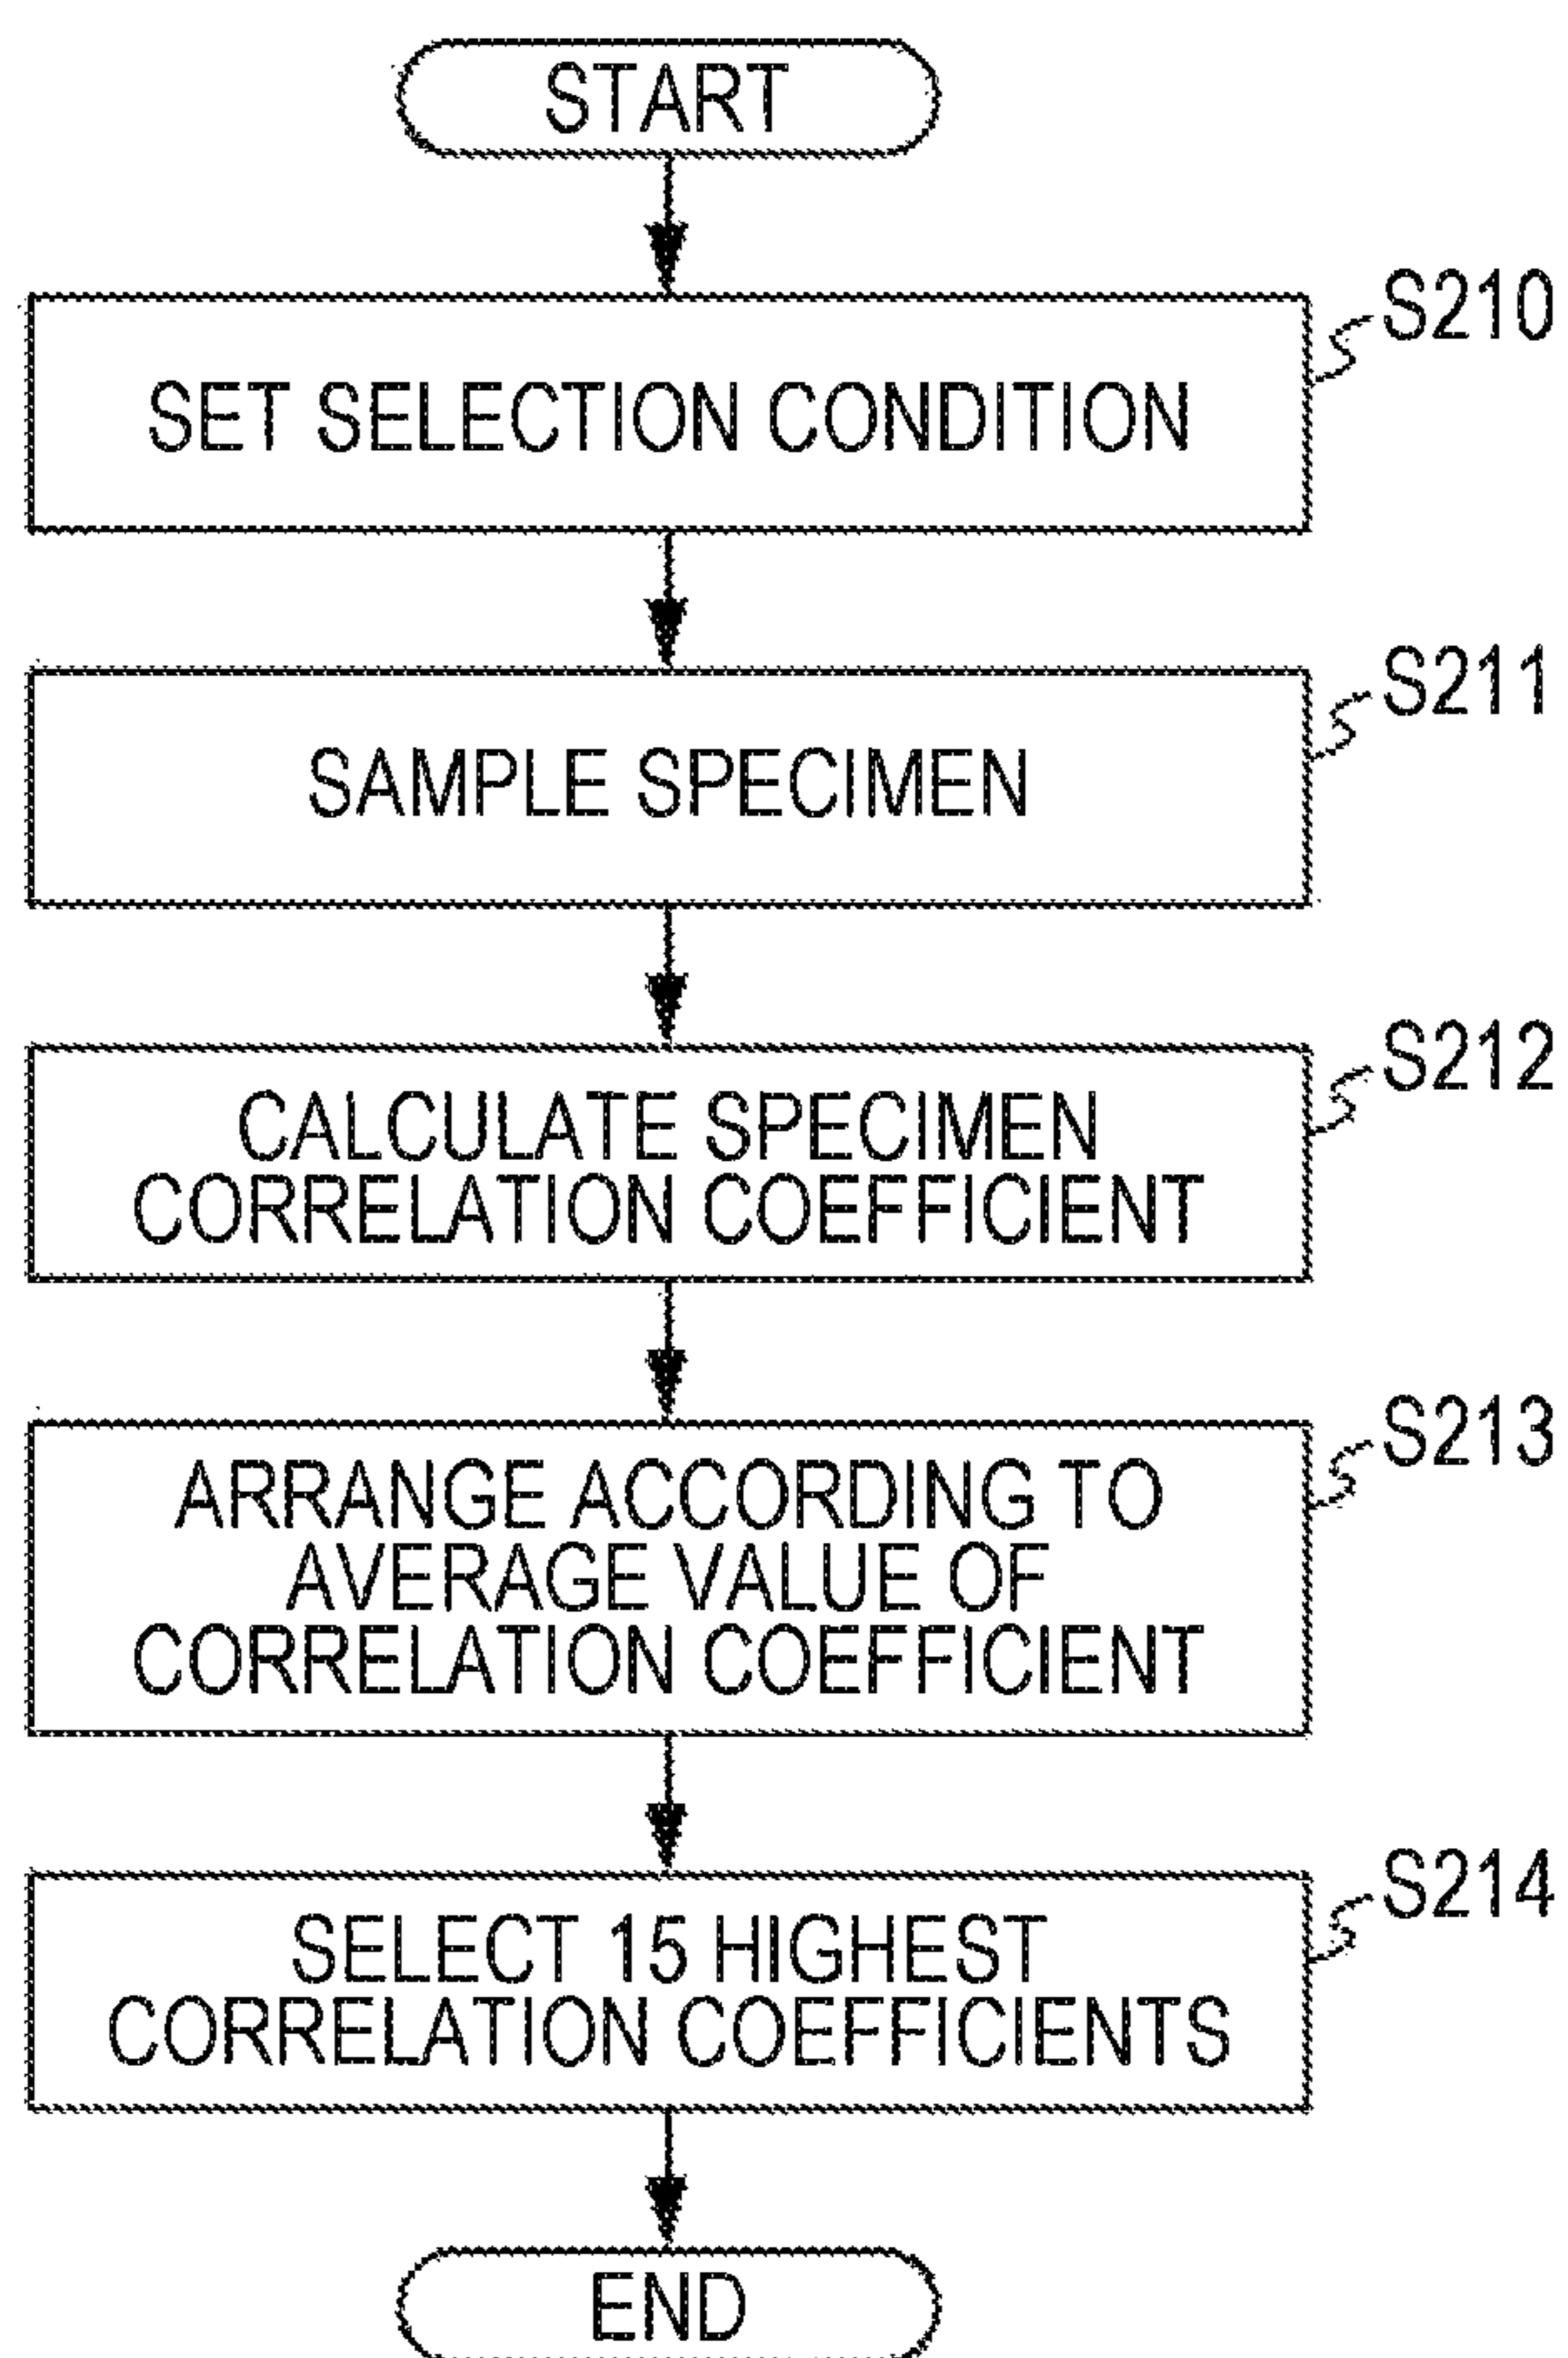 START
S210
SET SELECTION CONDITION
S211
SAMPLE SPECIMEN
S212
CALCULATE SPECIMEN
CORRELATION COEFFICIENT
S213
ARRANGE ACCORDING TO
AVERAGE VALUE OF
CORRELATION COEFFICIENT
S214
SELECT 15 HIGHEST
CORRELATION COEFFICIENTS
END